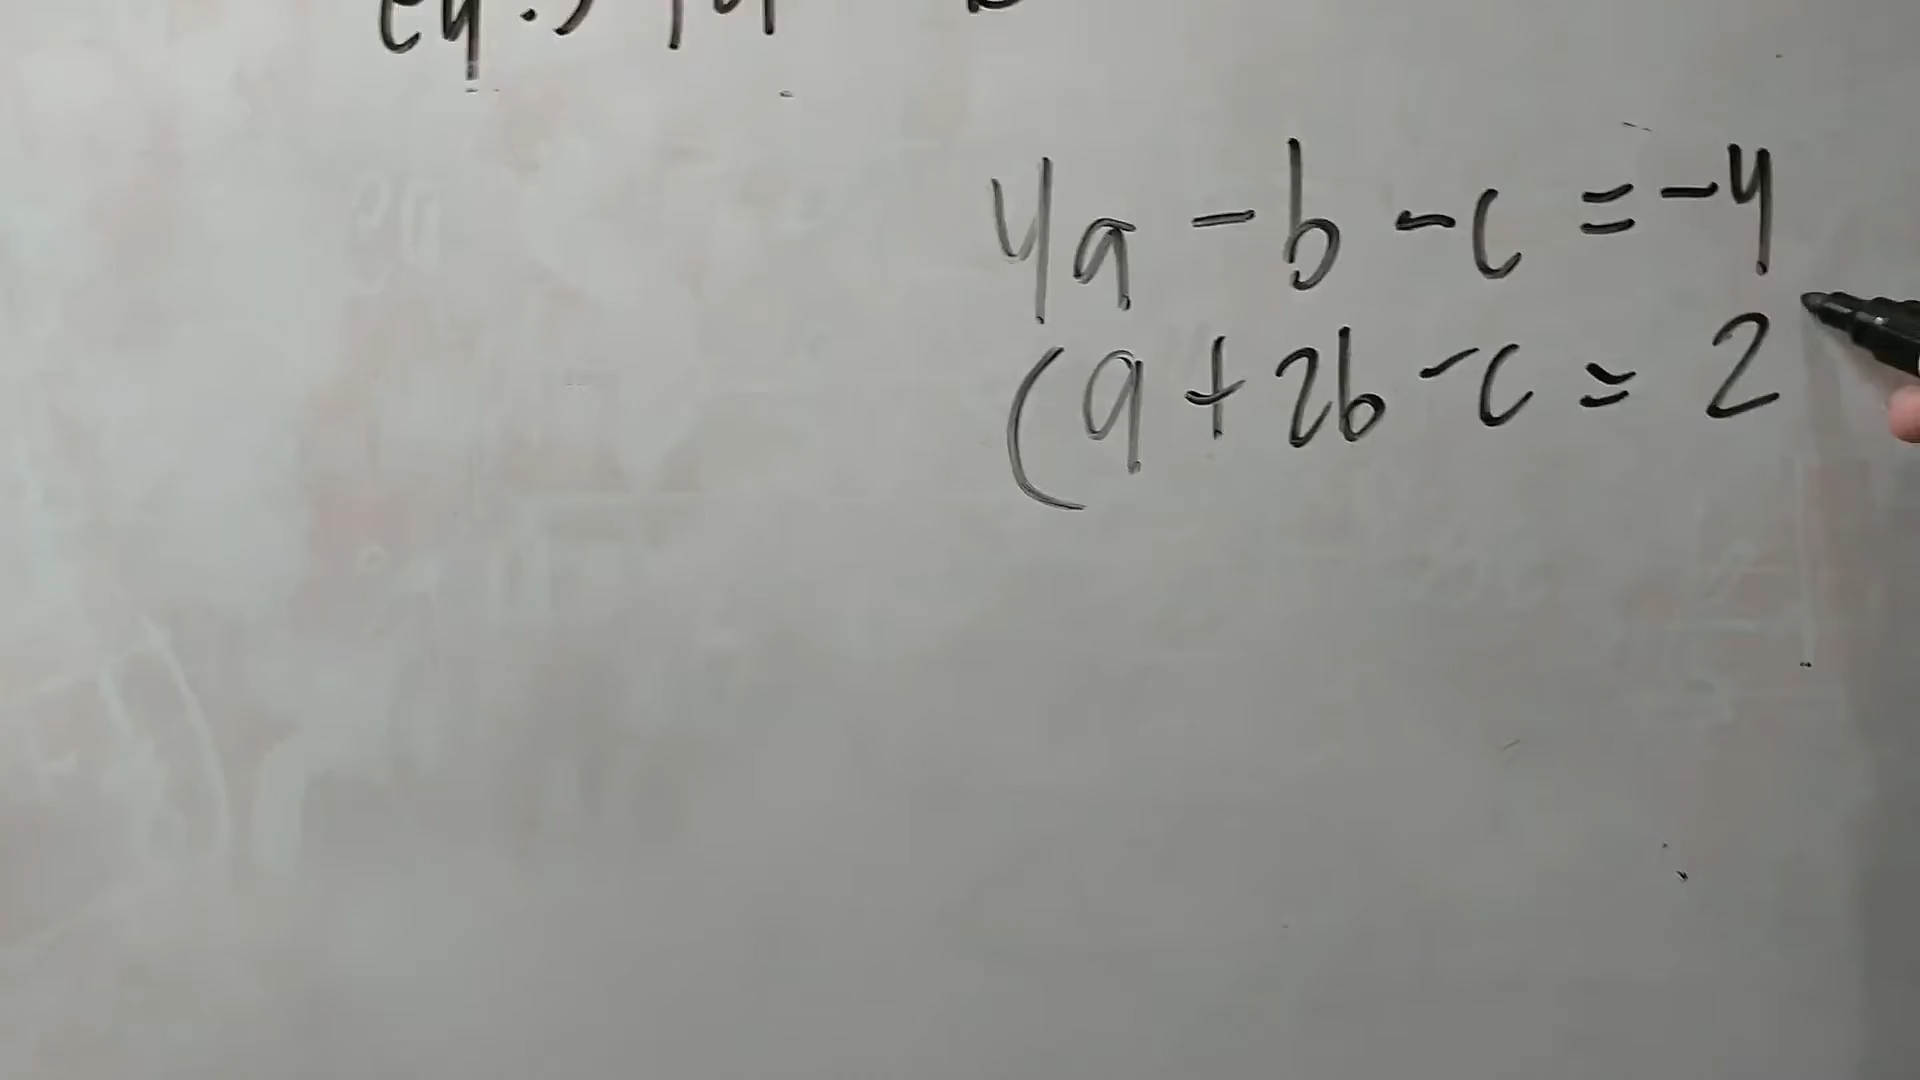 4a - b - c = -4
(a + 2b - c = 2